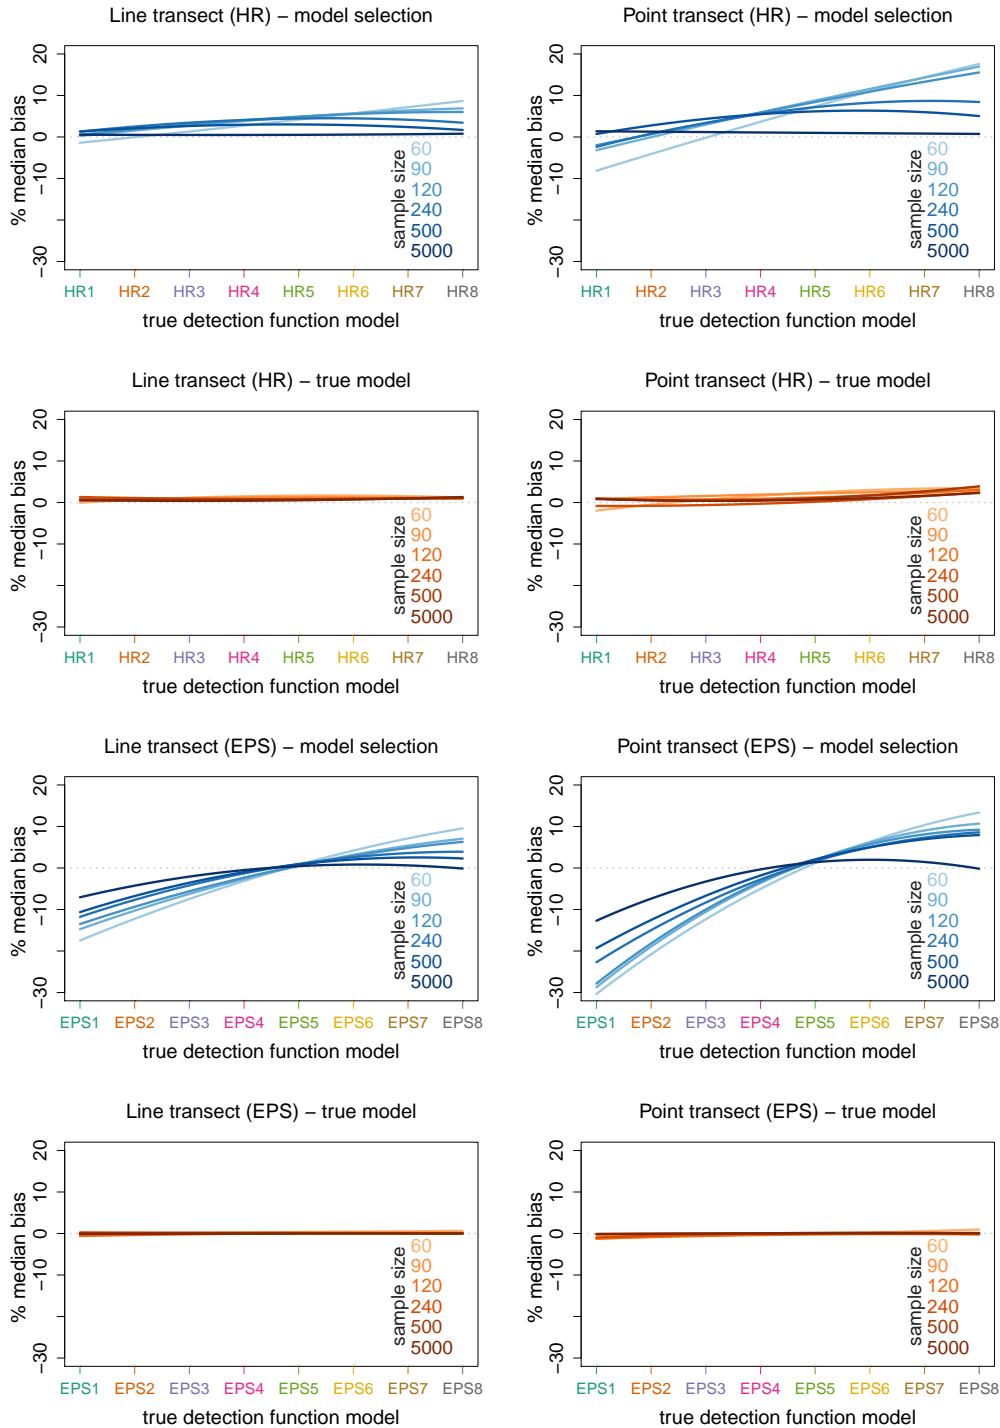 Line transect (HR) – model selection
% median bias
20
10
0
−10
−30
sample size
60
90
120
240
500
5000
HR1 HR2 HR3 HR4 HR5 HR6 HR7 HR8
true detection function model
Point transect (HR) – model selection
% median bias
20
10
0
−10
−30
sample size
60
90
120
240
500
5000
HR1 HR2 HR3 HR4 HR5 HR6 HR7 HR8
true detection function model
Line transect (HR) – true model
% median bias
20
10
0
−10
−30
sample size
60
90
120
240
500
5000
HR1 HR2 HR3 HR4 HR5 HR6 HR7 HR8
true detection function model
Point transect (HR) – true model
% median bias
20
10
0
−10
−30
sample size
60
90
120
240
500
5000
HR1 HR2 HR3 HR4 HR5 HR6 HR7 HR8
true detection function model
Line transect (EPS) – model selection
% median bias
20
10
0
−10
−30
sample size
60
90
120
240
500
5000
EPS1 EPS2 EPS3 EPS4 EPS5 EPS6 EPS7 EPS8
true detection function model
Point transect (EPS) – model selection
% median bias
20
10
0
−10
−30
sample size
60
90
120
240
500
5000
EPS1 EPS2 EPS3 EPS4 EPS5 EPS6 EPS7 EPS8
true detection function model
Line transect (EPS) – true model
% median bias
20
10
0
−10
−30
sample size
60
90
120
240
500
5000
EPS1 EPS2 EPS3 EPS4 EPS5 EPS6 EPS7 EPS8
true detection function model
Point transect (EPS) – true model
% median bias
20
10
0
−10
−30
sample size
60
90
120
240
500
5000
EPS1 EPS2 EPS3 EPS4 EPS5 EPS6 EPS7 EPS8
true detection function model